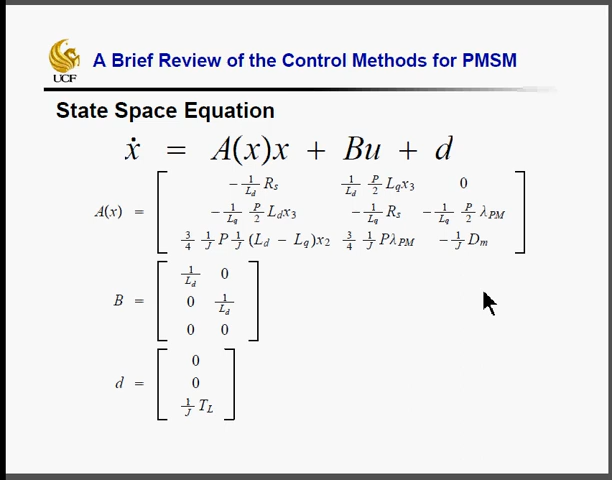 UCF
A Brief Review of the Control Methods for PMSM
State Space Equation
ẋ = A(x)x + Bu + d
A(x) = [ -1/L_d R_s 1/L_d P/2 L_q x_3 0
-1/L_q P/2 L_d x_3 -1/L_q R_s -1/L_q P/2 λ_PM
3/4 1/J P 1/J (L_d - L_q)x_2 3/4 1/J Pλ_PM -1/J D_m ]
B = [ 1/L_d 0
0 1/L_d
0 0 ]
d = [ 0
0
1/J T_L ]